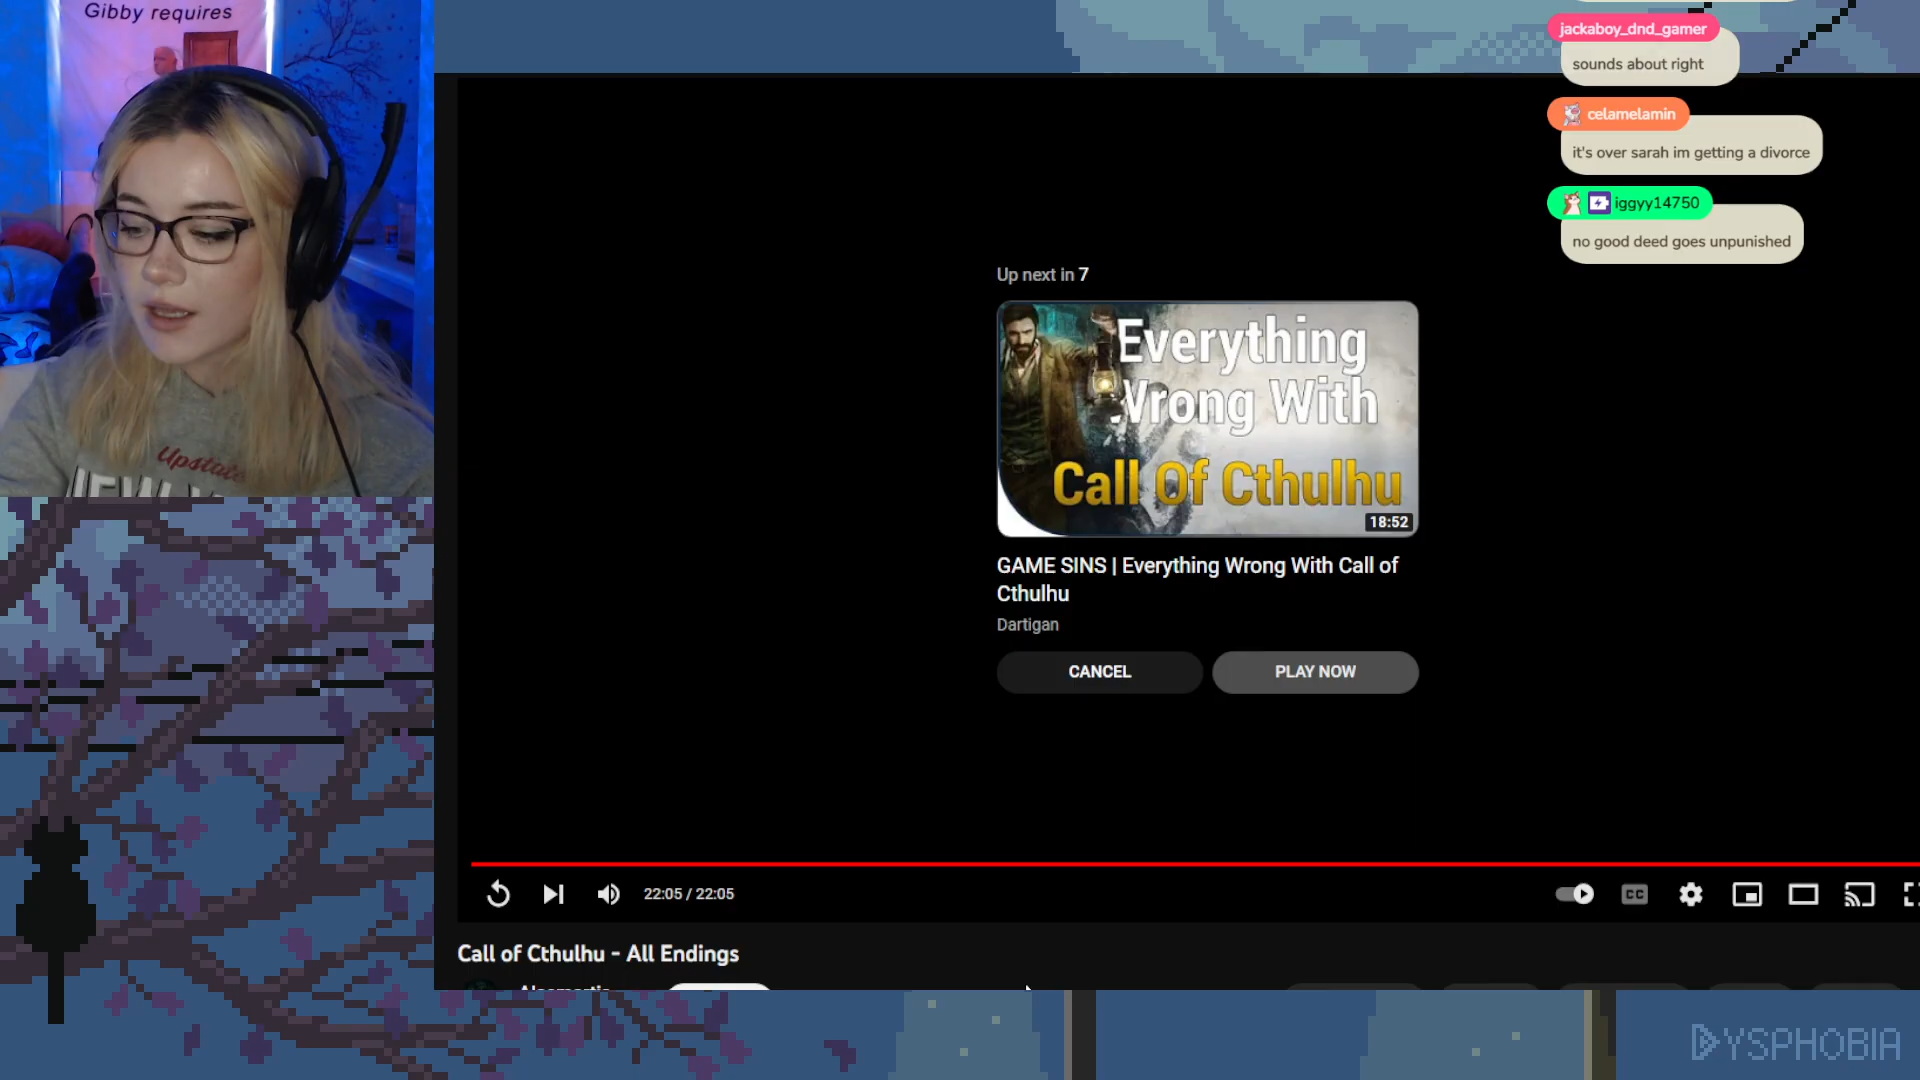 Gibby requires
Upstate
NEW
jackaboy_dnd_gamer
sounds about right
celamelamin
it's over sarah im getting a divorce
iggyy14750
no good deed goes unpunished
Up next in 7
Everything
Wrong With
Call Of Cthulhu
18:52
GAME SINS | Everything Wrong With Call of
Cthulhu
Dartigan
CANCEL
PLAY NOW
22:05 / 22:05
CC
Call of Cthulhu - All Endings
DYSPHOBIA